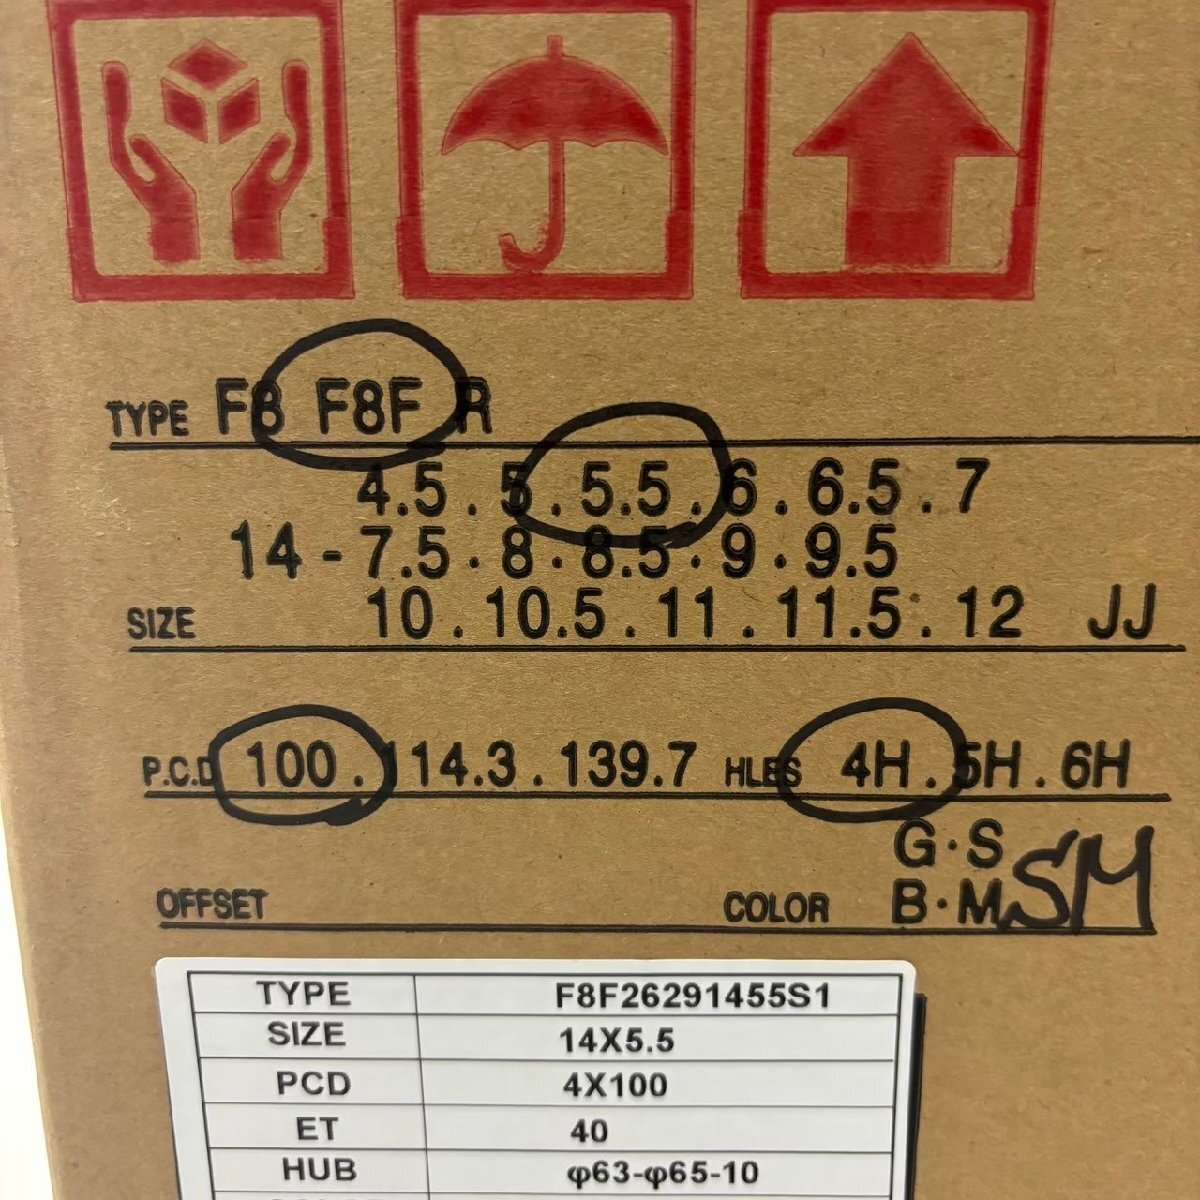 TYPE F8 F8F R
4.5 . 5 . 5.5 . 6 . 6.5 . 7
14 - 7.5 · 8 · 8.5 · 9 · 9.5
SIZE 10 . 10.5 . 11 . 11.5 . 12 JJ
P.C.D 100 . 114.3 . 139.7 HLES 4H . 5H . 6H
G·S
OFFSET COLOR B·M SM
TYPE F8F26291455S1
SIZE 14X5.5
PCD 4X100
ET 40
HUB φ63-φ65-10